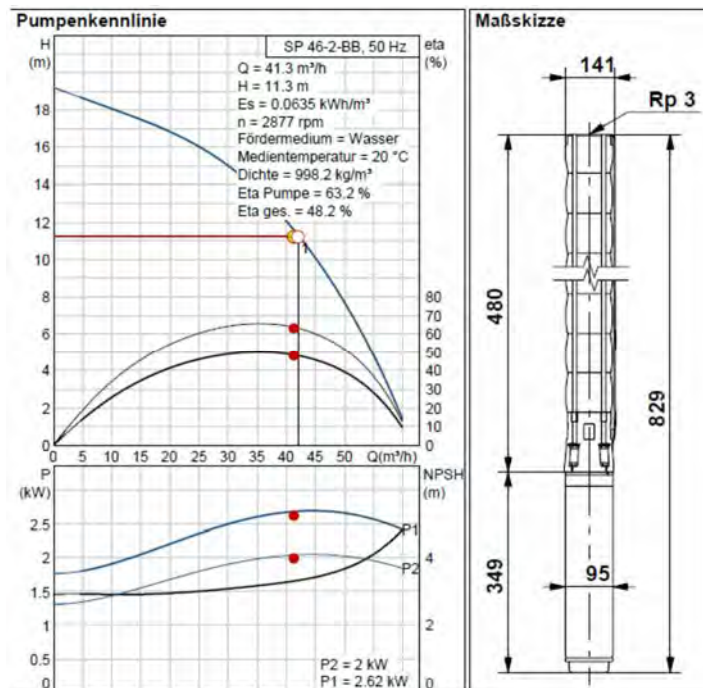 Pumpenkennlinie
H
(m)
SP 46-2-BB, 50 Hz
eta
(%)
Q = 41.3 m³/h
H = 11.3 m
Es = 0.0635 kWh/m³
n = 2877 rpm
Fördermedium = Wasser
Medientemperatur = 20 °C
Dichte = 998.2 kg/m³
Eta Pumpe = 63.2 %
Eta ges. = 48.2 %
18
16
14
12
10
8
6
4
2
0
1
80
70
60
50
40
30
20
10
0
0 5 10 15 20 25 30 35 40 45 50 Q(m³/h)
P
(kW)
NPSH
(m)
2.5
2
1.5
1
0.5
0
4
2
0
P1
P2
P2 = 2 kW
P1 = 2.62 kW
Maßskizze
141
Rp 3
480
829
349
95